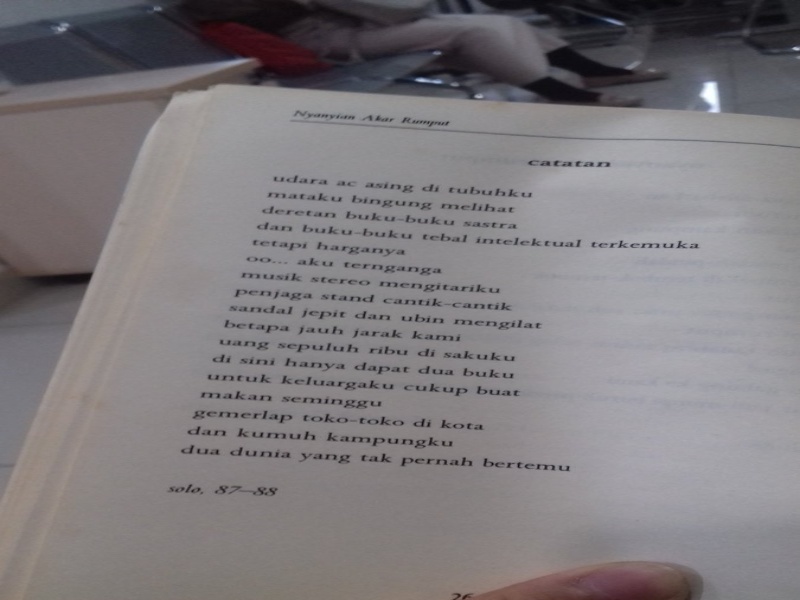 Nyanyian Akar Rumput
catatan
udara ac asing di tubuhku
mataku bingung melihat
deretan buku-buku sastra
dan buku-buku tebal intelektual terkemuka
tetapi harganya
oo... aku ternganga
musik stereo mengitariku
penjaga stand cantik-cantik
sandal jepit dan ubin mengilat
betapa jauh jarak kami
uang sepuluh ribu di sakuku
di sini hanya dapat dua buku
untuk keluargaku cukup buat
makan seminggu
gemerlap toko-toko di kota
dan kumuh kampungku
dua dunia yang tak pernah bertemu
solo, 87—88
26